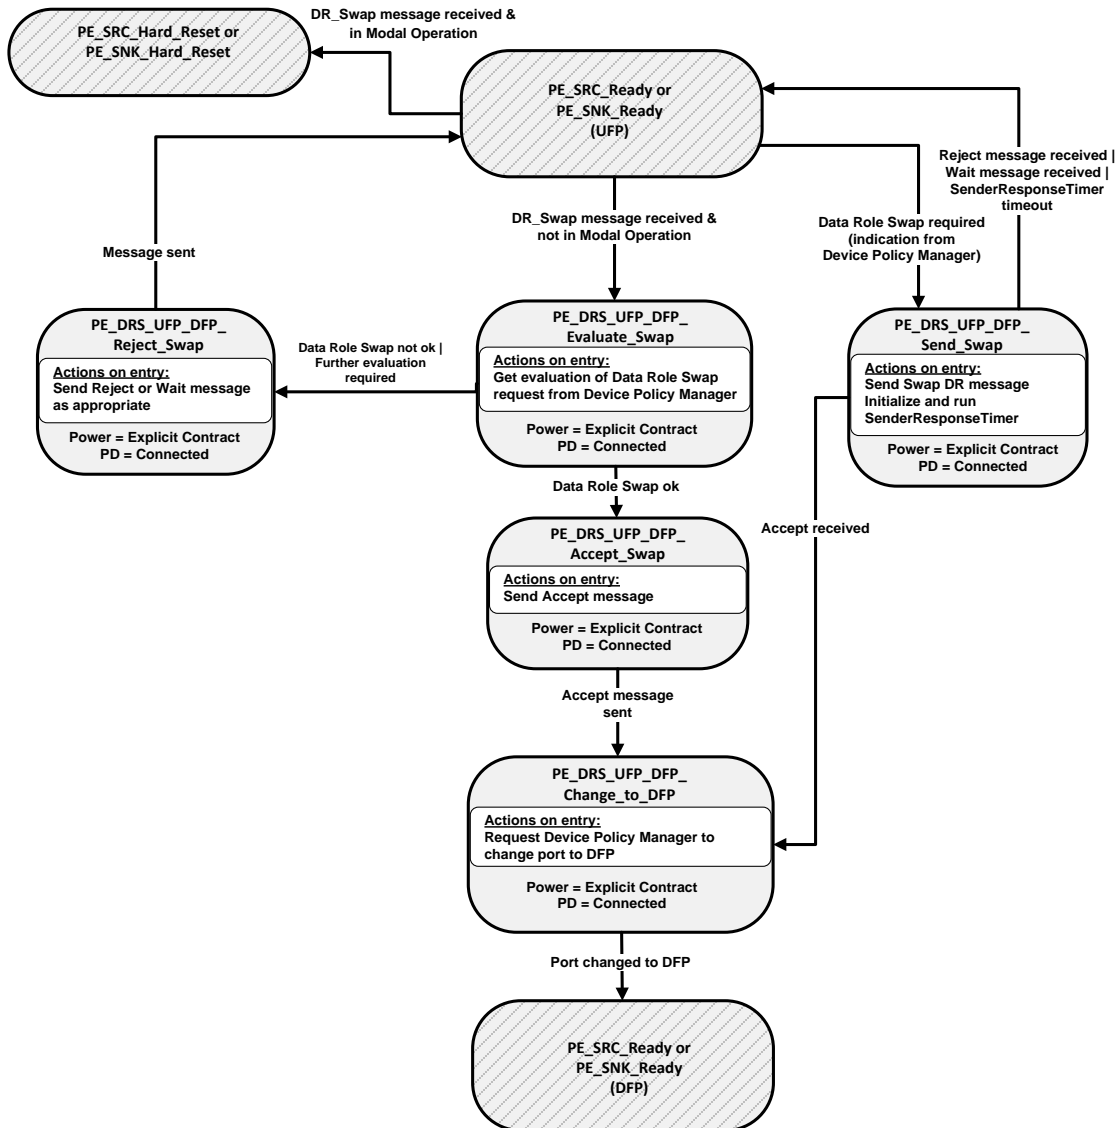 PE_SRC_Hard_Reset or
PE_SNK_Hard_Reset
DR_Swap message received &
in Modal Operation
PE_SRC_Ready or
PE_SNK_Ready
(UFP)
Reject message received |
Wait message received |
SenderResponseTimer
timeout
DR_Swap message received &
not in Modal Operation
Data Role Swap required
(indication from
Device Policy Manager)
Message sent
PE_DRS_UFP_DFP_
Reject_Swap
Actions on entry:
Send Reject or Wait message
as appropriate
Power = Explicit Contract
PD = Connected
Data Role Swap not ok |
Further evaluation
required
PE_DRS_UFP_DFP_
Evaluate_Swap
Actions on entry:
Get evaluation of Data Role Swap
request from Device Policy Manager
Power = Explicit Contract
PD = Connected
PE_DRS_UFP_DFP_
Send_Swap
Actions on entry:
Send Swap DR message
Initialize and run
SenderResponseTimer
Power = Explicit Contract
PD = Connected
Data Role Swap ok
Accept received
PE_DRS_UFP_DFP_
Accept_Swap
Actions on entry:
Send Accept message
Power = Explicit Contract
PD = Connected
Accept message
sent
PE_DRS_UFP_DFP_
Change_to_DFP
Actions on entry:
Request Device Policy Manager to
change port to DFP
Power = Explicit Contract
PD = Connected
Port changed to DFP
PE_SRC_Ready or
PE_SNK_Ready
(DFP)